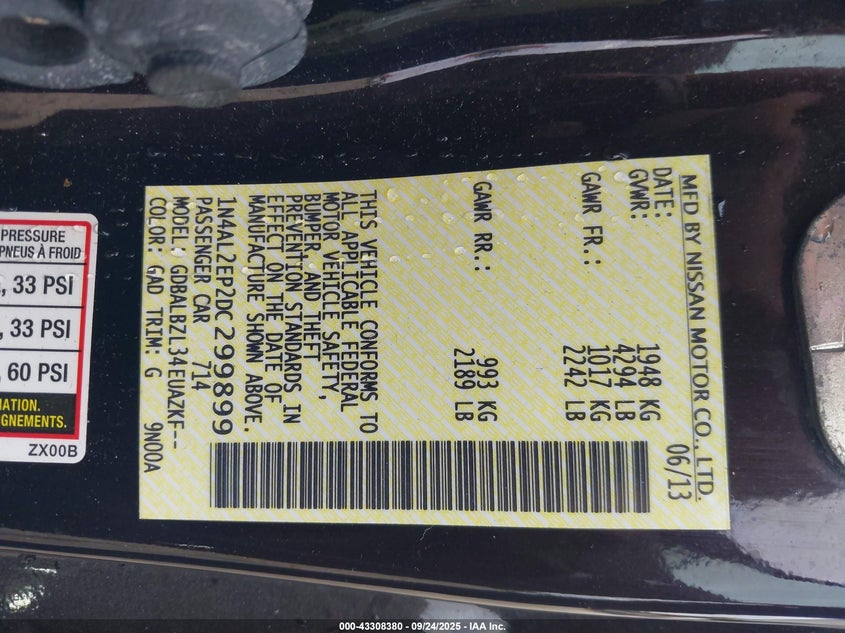 PRESSURE
PNEUS À FROID
, 33 PSI
, 33 PSI
, 60 PSI
MATION.
IGNEMENTS.
ZX00B
MFD BY NISSAN MOTOR CO., LTD.
DATE: 06/13
GVWR: 1948 KG
4294 LB
GAWR FR.: 1017 KG
2242 LB
GAWR RR.: 993 KG
2189 LB
THIS VEHICLE CONFORMS TO
ALL APPLICABLE FEDERAL
MOTOR VEHICLE SAFETY,
BUMPER AND THEFT
PREVENTION STANDARDS IN
EFFECT ON THE DATE OF
MANUFACTURE SHOWN ABOVE.
1N4AL2EP2DC299899
PASSENGER CAR 714
MODEL: GDBALBZL34EUAZKF---
COLOR: GAD TRIM: G 9N00A
000-43308380 - 09/24/2025 - IAA Inc.